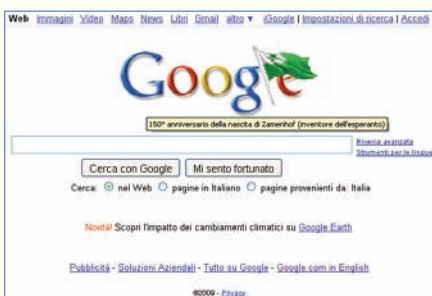 Web Immagini Video Maps News Libri Gmail altro ▼ iGoogle | Impostazioni di ricerca | Accedi
Google
150° anniversario della nascita di Zamenhof (inventore dell'esperanto)
Ricerca avanzata
Strumenti per le lingue
Cerca con Google Mi sento fortunato
Cerca: nel Web pagine in Italiano pagine provenienti da: Italia
Novità! Scopri l'impatto dei cambiamenti climatici su Google Earth
Pubblicità - Soluzioni Aziendali - Tutto su Google - Google.com in English
©2009 - Privacy